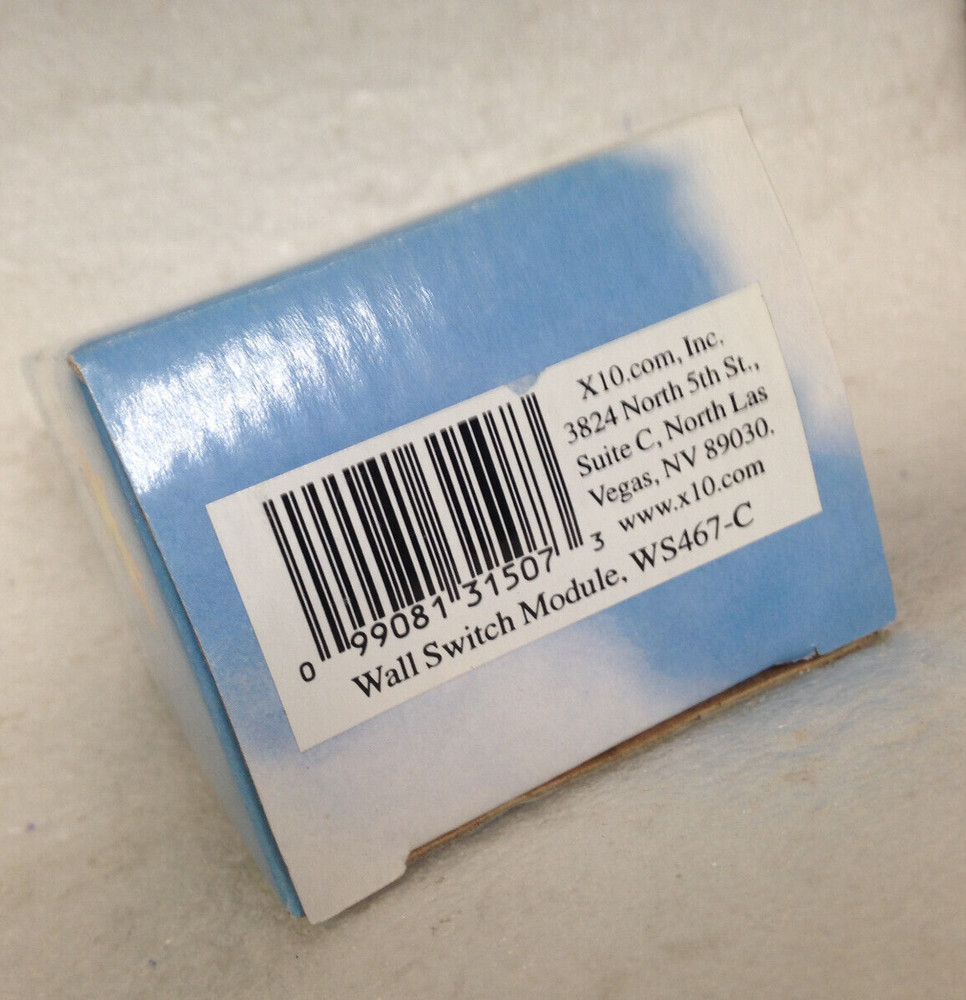 X10.com, Inc.
3824 North 5th St.,
Suite C, North Las
Vegas, NV 89030.
www.x10.com
0 99081 31507 3
Wall Switch Module, WS467-C